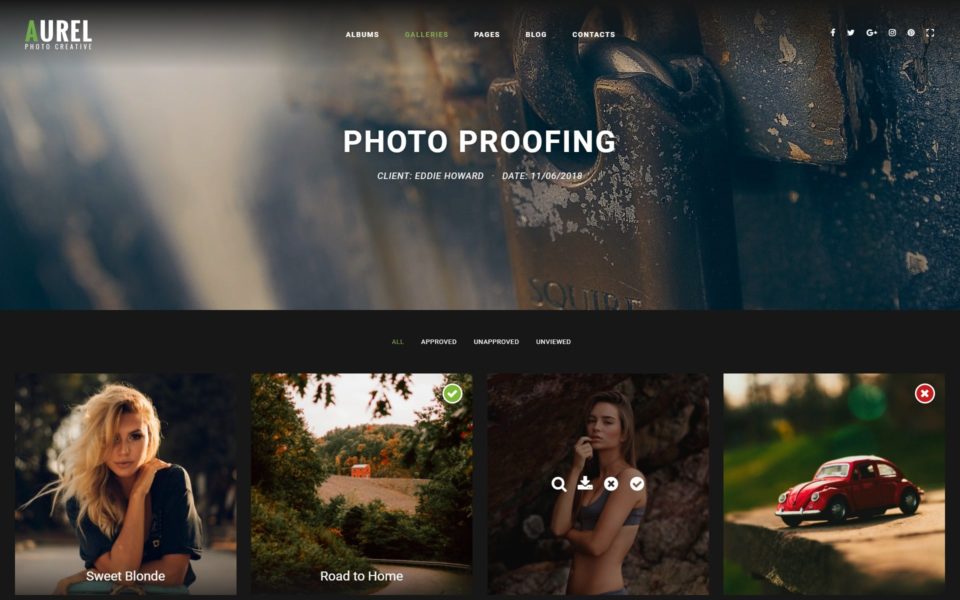 AUREL
PHOTO CREATIVE
ALBUMS GALLERIES PAGES BLOG CONTACTS
PHOTO PROOFING
CLIENT: EDDIE HOWARD · DATE: 11/06/2018
SQUIRE
ALL APPROVED UNAPPROVED UNVIEWED
Sweet Blonde
Road to Home